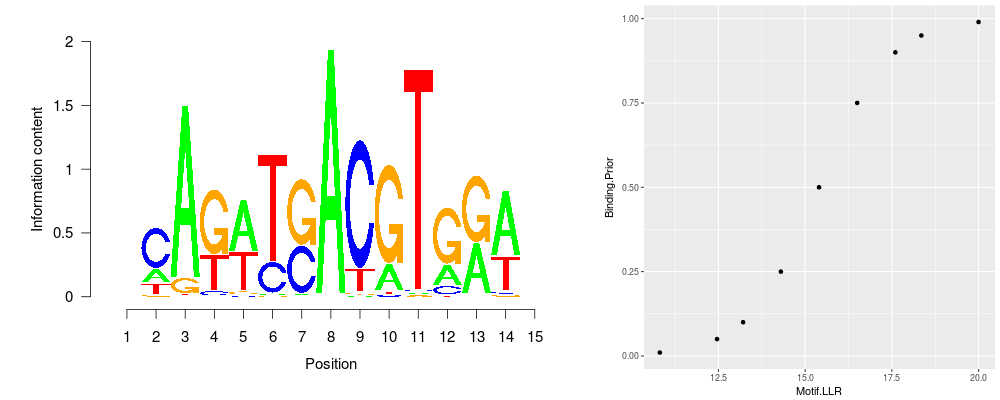 Information content
2
1.5
1
0.5
0
C A G A T G A C G T G G A
A T T C C T A A A T
T G
1 2 3 4 5 6 7 8 9 10 11 12 13 14 15
Position
Binding.Prior
1.00
0.75
0.50
0.25
0.00
12.5 15.0 17.5 20.0
Motif.LLR